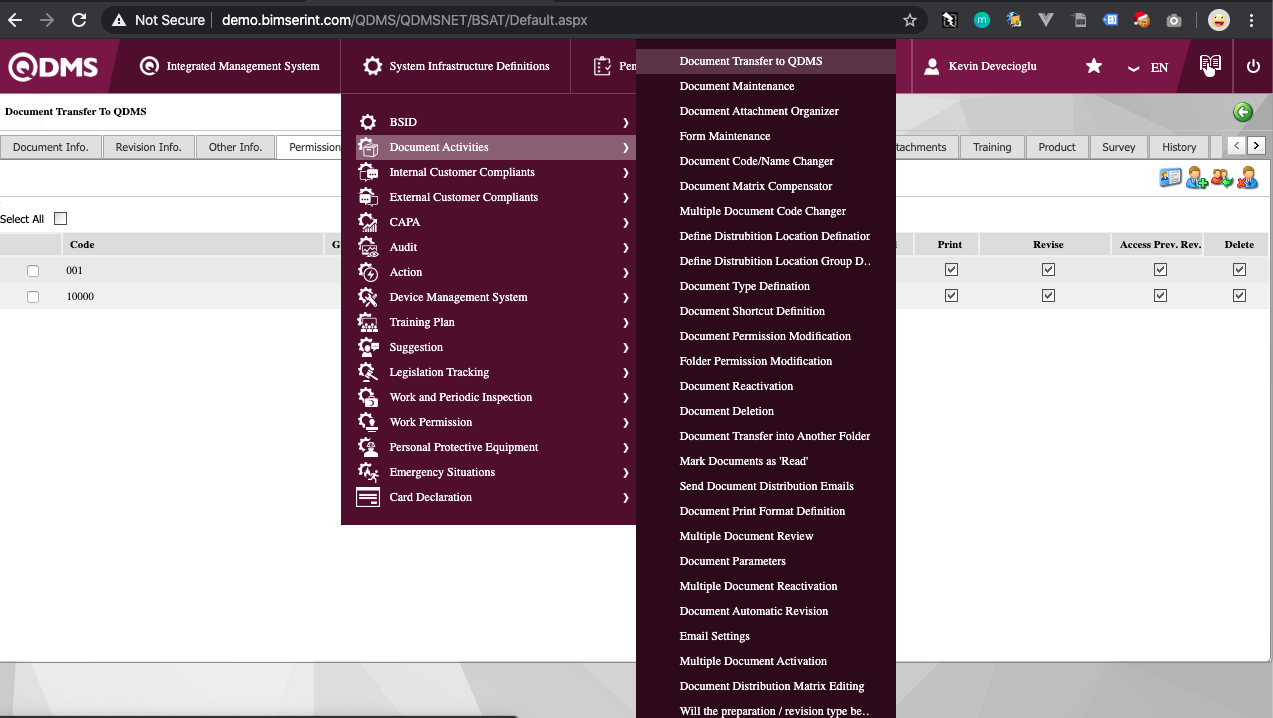 Not Secure | demo.bimserint.com/QDMS/QDMSNET/BSAT/Default.aspx
QDMS
Integrated Management System
System Infrastructure Definitions
Pen
Kevin Devecioglu
EN
Document Transfer To QDMS
Document Info.
Revision Info.
Other Info.
Permission
tachments
Training
Product
Survey
History
Select All
Code
G
Print
Revise
Access Prev. Rev.
Delete
001
10000
BSID
Document Activities
Internal Customer Compliants
External Customer Compliants
CAPA
Audit
Action
Device Management System
Training Plan
Suggestion
Legislation Tracking
Work and Periodic Inspection
Work Permission
Personal Protective Equipment
Emergency Situations
Card Declaration
Document Transfer to QDMS
Document Maintenance
Document Attachment Organizer
Form Maintenance
Document Code/Name Changer
Document Matrix Compensator
Multiple Document Code Changer
Define Distrubition Location Defination
Define Distrubition Location Group D..
Document Type Defination
Document Shortcut Definition
Document Permission Modification
Folder Permission Modification
Document Reactivation
Document Deletion
Document Transfer into Another Folder
Mark Documents as 'Read'
Send Document Distribution Emails
Document Print Format Definition
Multiple Document Review
Document Parameters
Multiple Document Reactivation
Document Automatic Revision
Email Settings
Multiple Document Activation
Document Distribution Matrix Editing
Will the preparation / revision type be..